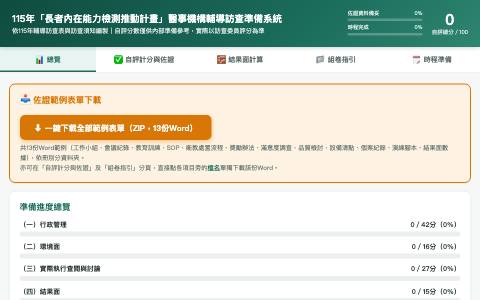 115年「長者內在能力檢測推動計畫」醫事機構輔導訪查準備系統
依115年輔導訪查表與訪查須知編製｜自評分數僅供內部準備參考，實際以訪查委員評分為準
佐證資料備妥 0%
時程完成 0%
0
自評總分 / 100
總覽
自評計分與佐證
結果面計算
組卷指引
時程準備
佐證範例表單下載
一鍵下載全部範例表單（ZIP，13份Word）
共13份Word範例（工作小組、會議紀錄、教育訓練、SOP、衛教處置流程、獎勵辦法、滿意度調查、品質檢討、設備清點、個案紀錄、演練腳本、結果面數
據），依冊別分資料夾。
亦可在「自評計分與佐證」及「組卷指引」分頁，直接點各項目旁的檔名單獨下載該份Word。
準備進度總覽
（一）行政管理 0 / 42分（0%）
（二）環境面 0 / 16分（0%）
（三）實際執行查閱與討論 0 / 27分（0%）
（四）結果面 0 / 15分（0%）